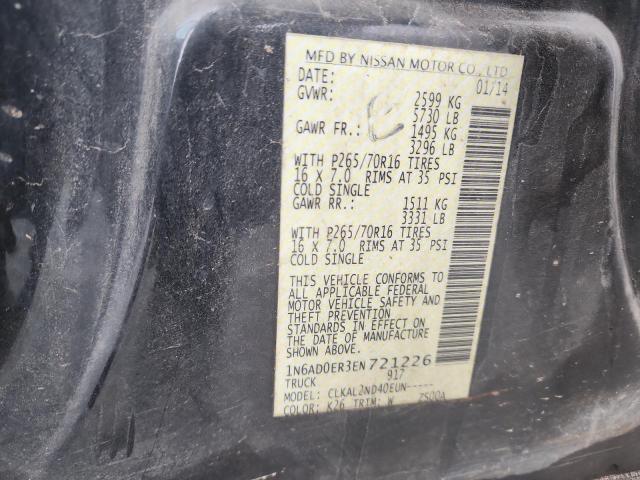 MFD BY NISSAN MOTOR CO., LTD
DATE: 01/14
GVWR: 2599 KG
5730 LB
GAWR FR.: 1495 KG
3296 LB
WITH P265/70R16 TIRES
16 X 7.0 RIMS AT 35 PSI
COLD SINGLE
GAWR RR.: 1511 KG
3331 LB
WITH P265/70R16 TIRES
16 X 7.0 RIMS AT 35 PSI
COLD SINGLE
THIS VEHICLE CONFORMS TO
ALL APPLICABLE FEDERAL
MOTOR VEHICLE SAFETY AND
THEFT PREVENTION
STANDARDS IN EFFECT ON
THE DATE OF MANUFACTURE
SHOWN ABOVE.
1N6AD0ER3EN721226
TRUCK 917
MODEL: CLKAL2ND40EUN-----
COLOR: K26 TRIM: W 7500A